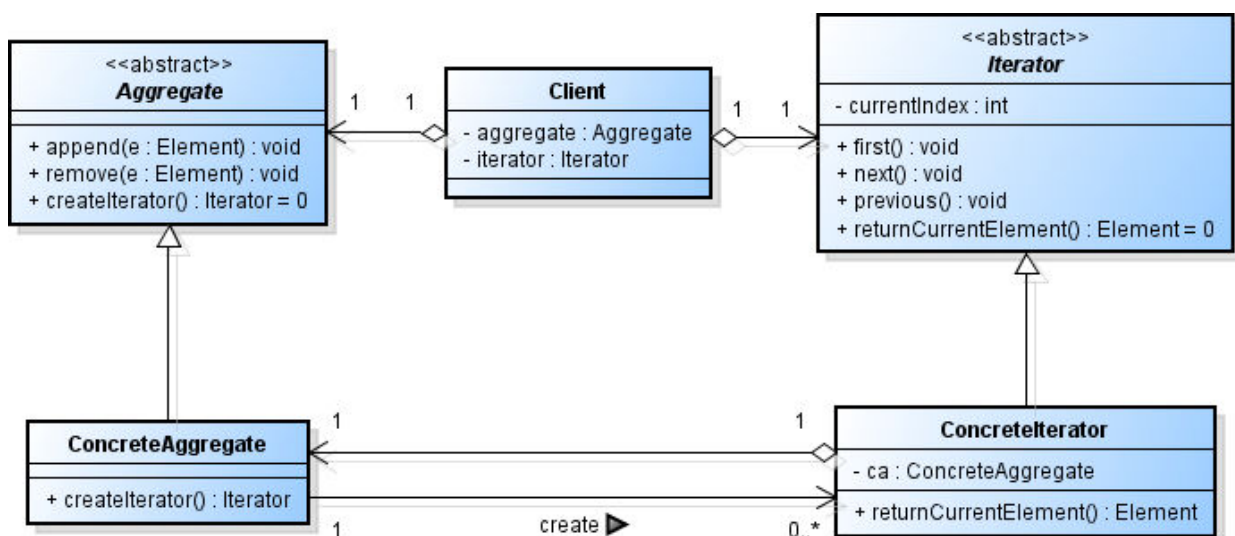 <<abstract>>
Aggregate
+ append(e : Element) : void
+ remove(e : Element) : void
+ createIterator() : Iterator = 0
1
1
Client
- aggregate : Aggregate
- iterator : Iterator
1
1
<<abstract>>
Iterator
- currentIndex : int
+ first() : void
+ next() : void
+ previous() : void
+ returnCurrentElement() : Element = 0
ConcreteAggregate
+ createIterator() : Iterator
1
1
1
create
0..*
ConcreteIterator
- ca : ConcreteAggregate
+ returnCurrentElement() : Element